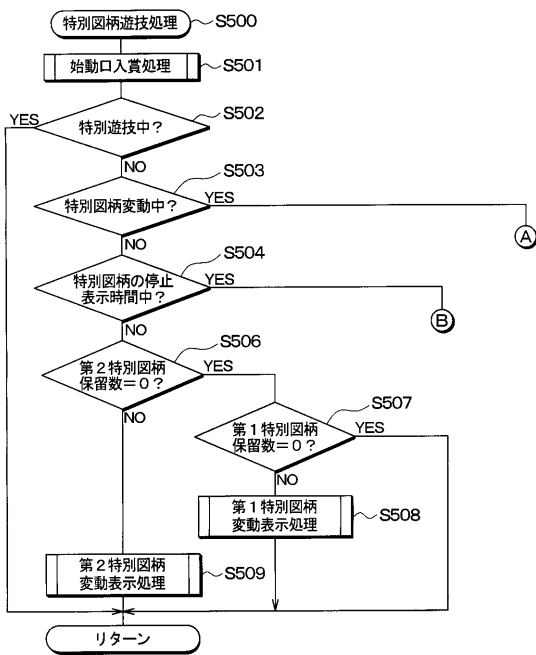 特別図柄遊技処理 S500
始動口入賞処理 S501
S502
YES
特別遊技中?
NO
S503
YES
特別図柄変動中?
A
NO
S504
YES
特別図柄の停止
表示時間中?
B
NO
S506
YES
第2特別図柄
保留数=0?
S507
YES
NO
第1特別図柄
保留数=0?
NO
第1特別図柄
変動表示処理
S508
第2特別図柄
変動表示処理
S509
リターン